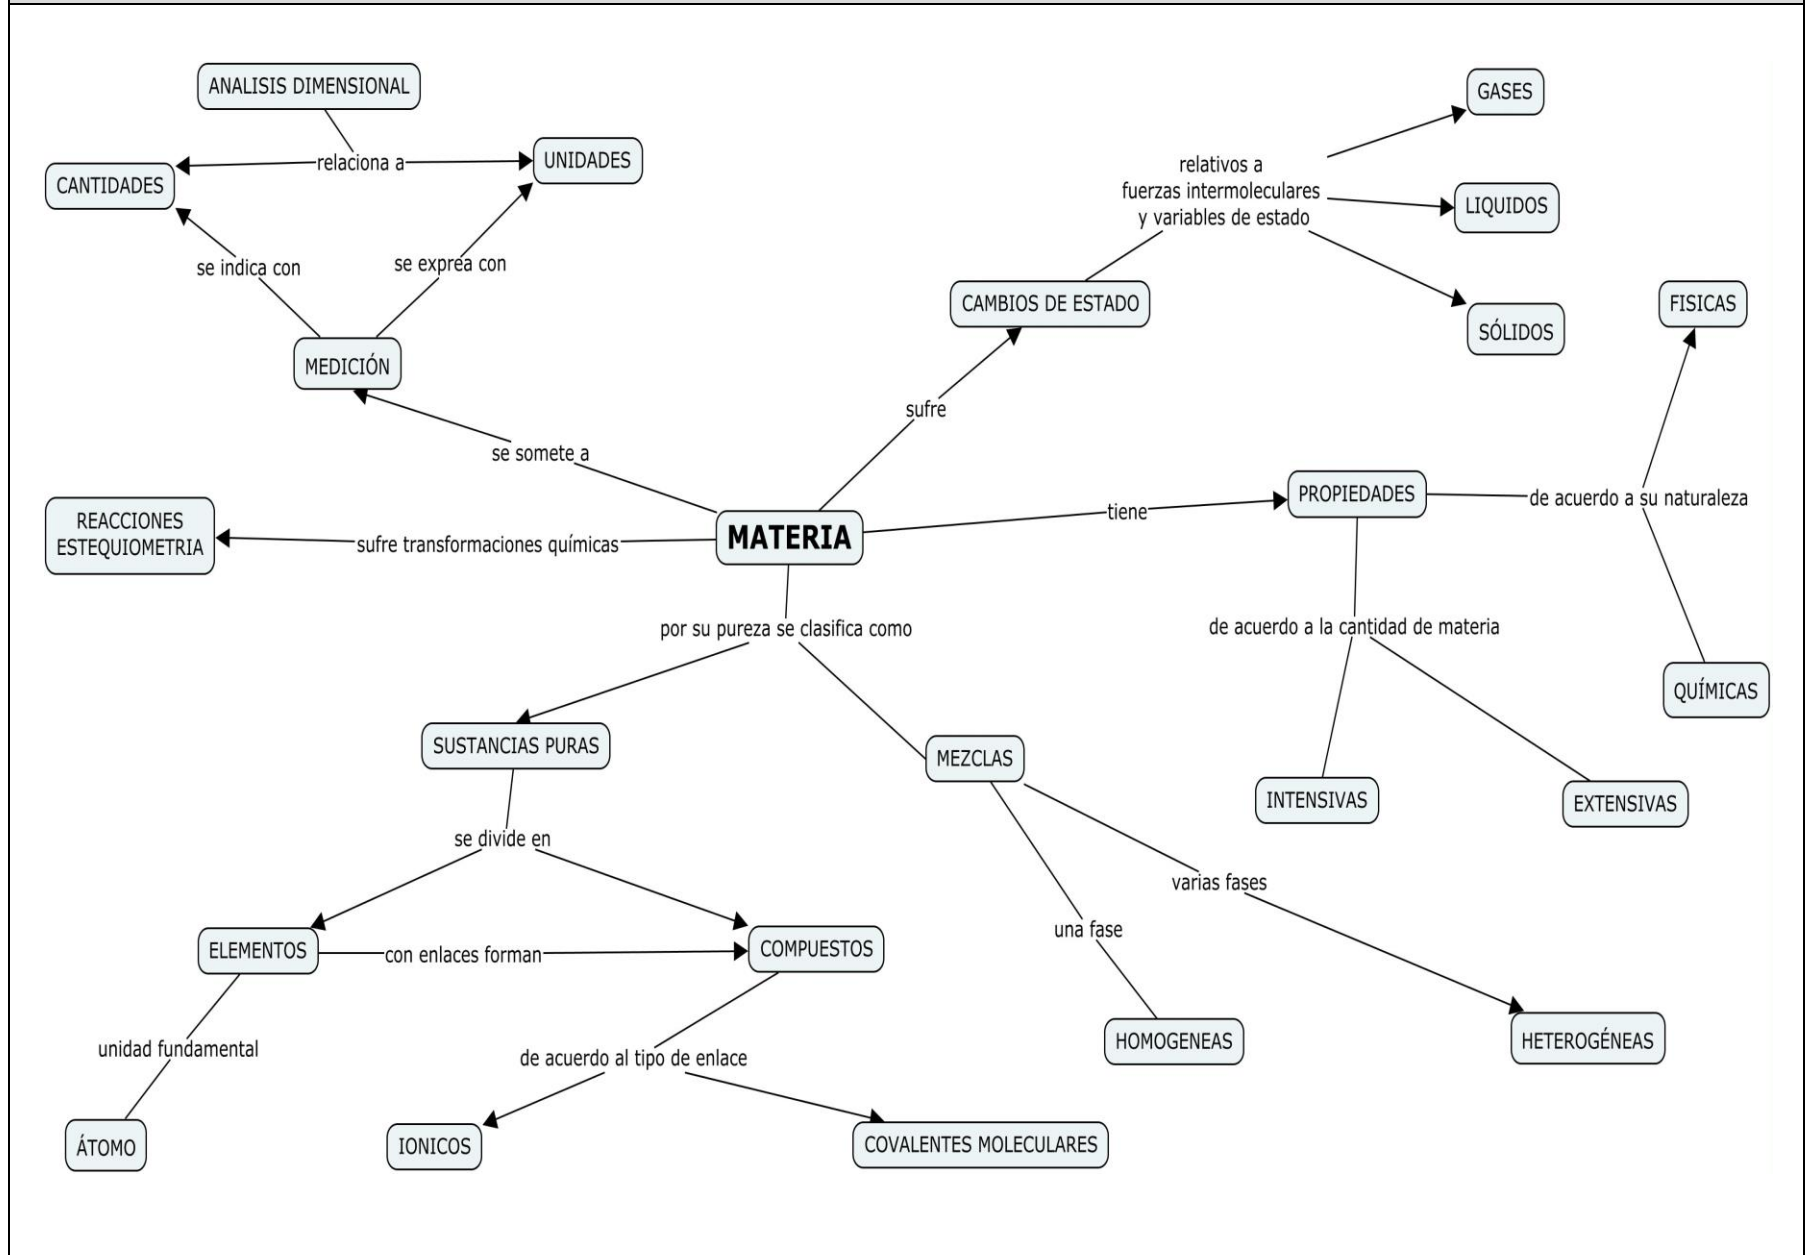 ANALISIS DIMENSIONAL
relaciona a
UNIDADES
CANTIDADES
se indica con
se exprea con
MEDICIÓN
se somete a
GASES
relativos a
fuerzas intermoleculares
y variables de estado
LIQUIDOS
SÓLIDOS
CAMBIOS DE ESTADO
sufre
FISICAS
PROPIEDADES
de acuerdo a su naturaleza
tiene
MATERIA
REACCIONES
ESTEQUIOMETRIA
sufre transformaciones químicas
por su pureza se clasifica como
de acuerdo a la cantidad de materia
QUÍMICAS
INTENSIVAS
EXTENSIVAS
SUSTANCIAS PURAS
MEZCLAS
se divide en
varias fases
una fase
ELEMENTOS
con enlaces forman
COMPUESTOS
HOMOGENEAS
HETEROGÉNEAS
unidad fundamental
de acuerdo al tipo de enlace
ÁTOMO
IONICOS
COVALENTES MOLECULARES